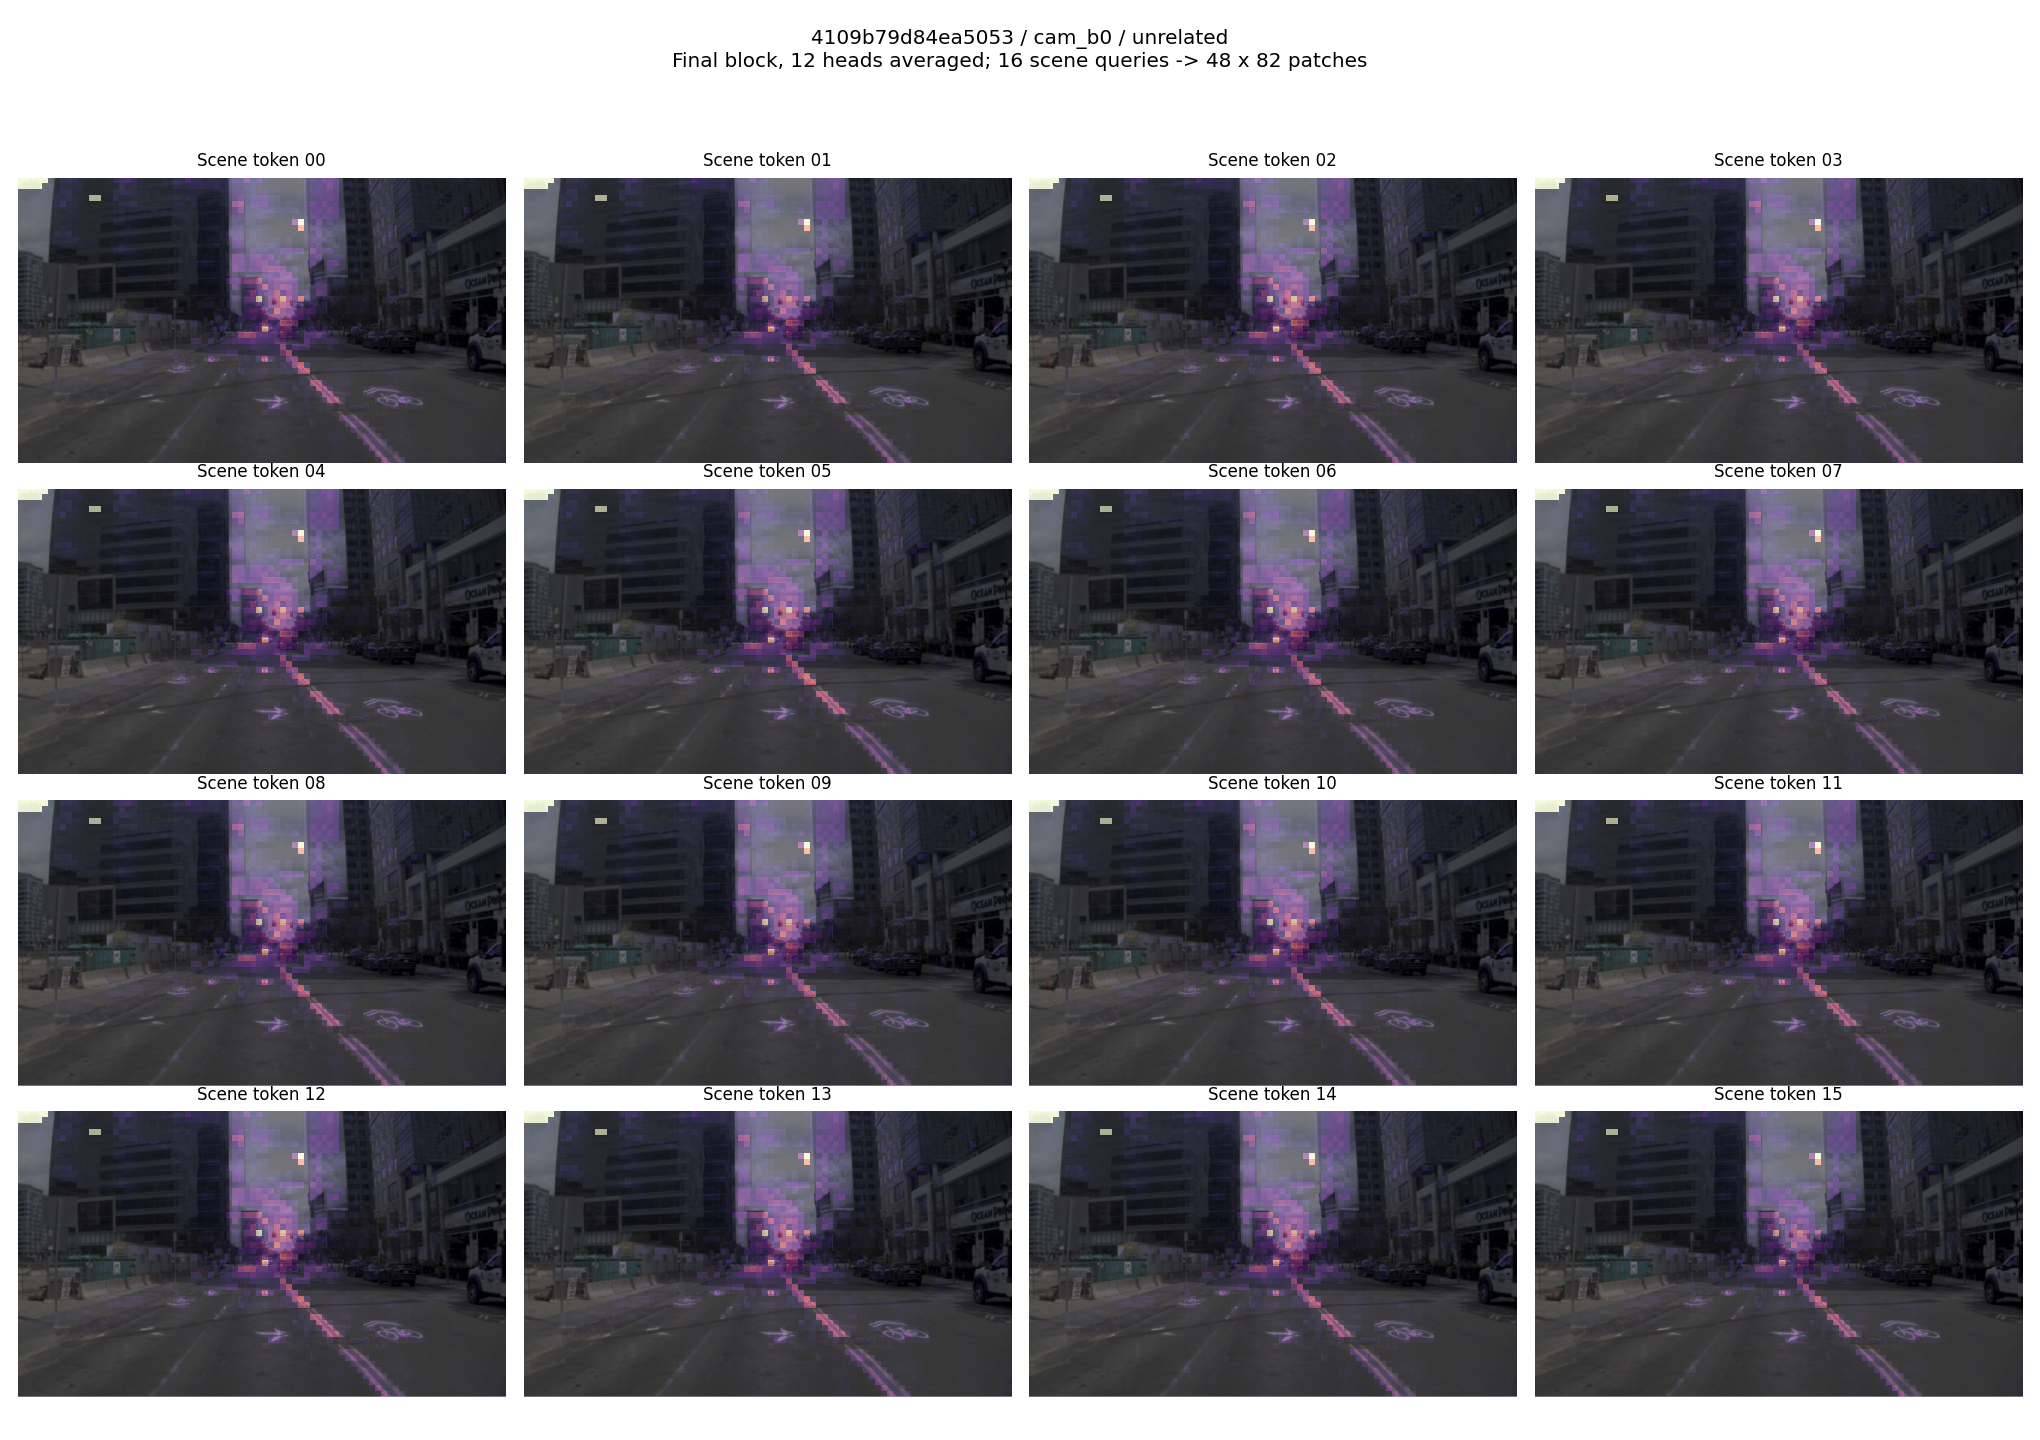 4109b79d84ea5053 / cam_b0 / unrelated
Final block, 12 heads averaged; 16 scene queries -> 48 x 82 patches
Scene token 00
Scene token 01
Scene token 02
Scene token 03
Scene token 04
Scene token 05
Scene token 06
Scene token 07
Scene token 08
Scene token 09
Scene token 10
Scene token 11
Scene token 12
Scene token 13
Scene token 14
Scene token 15